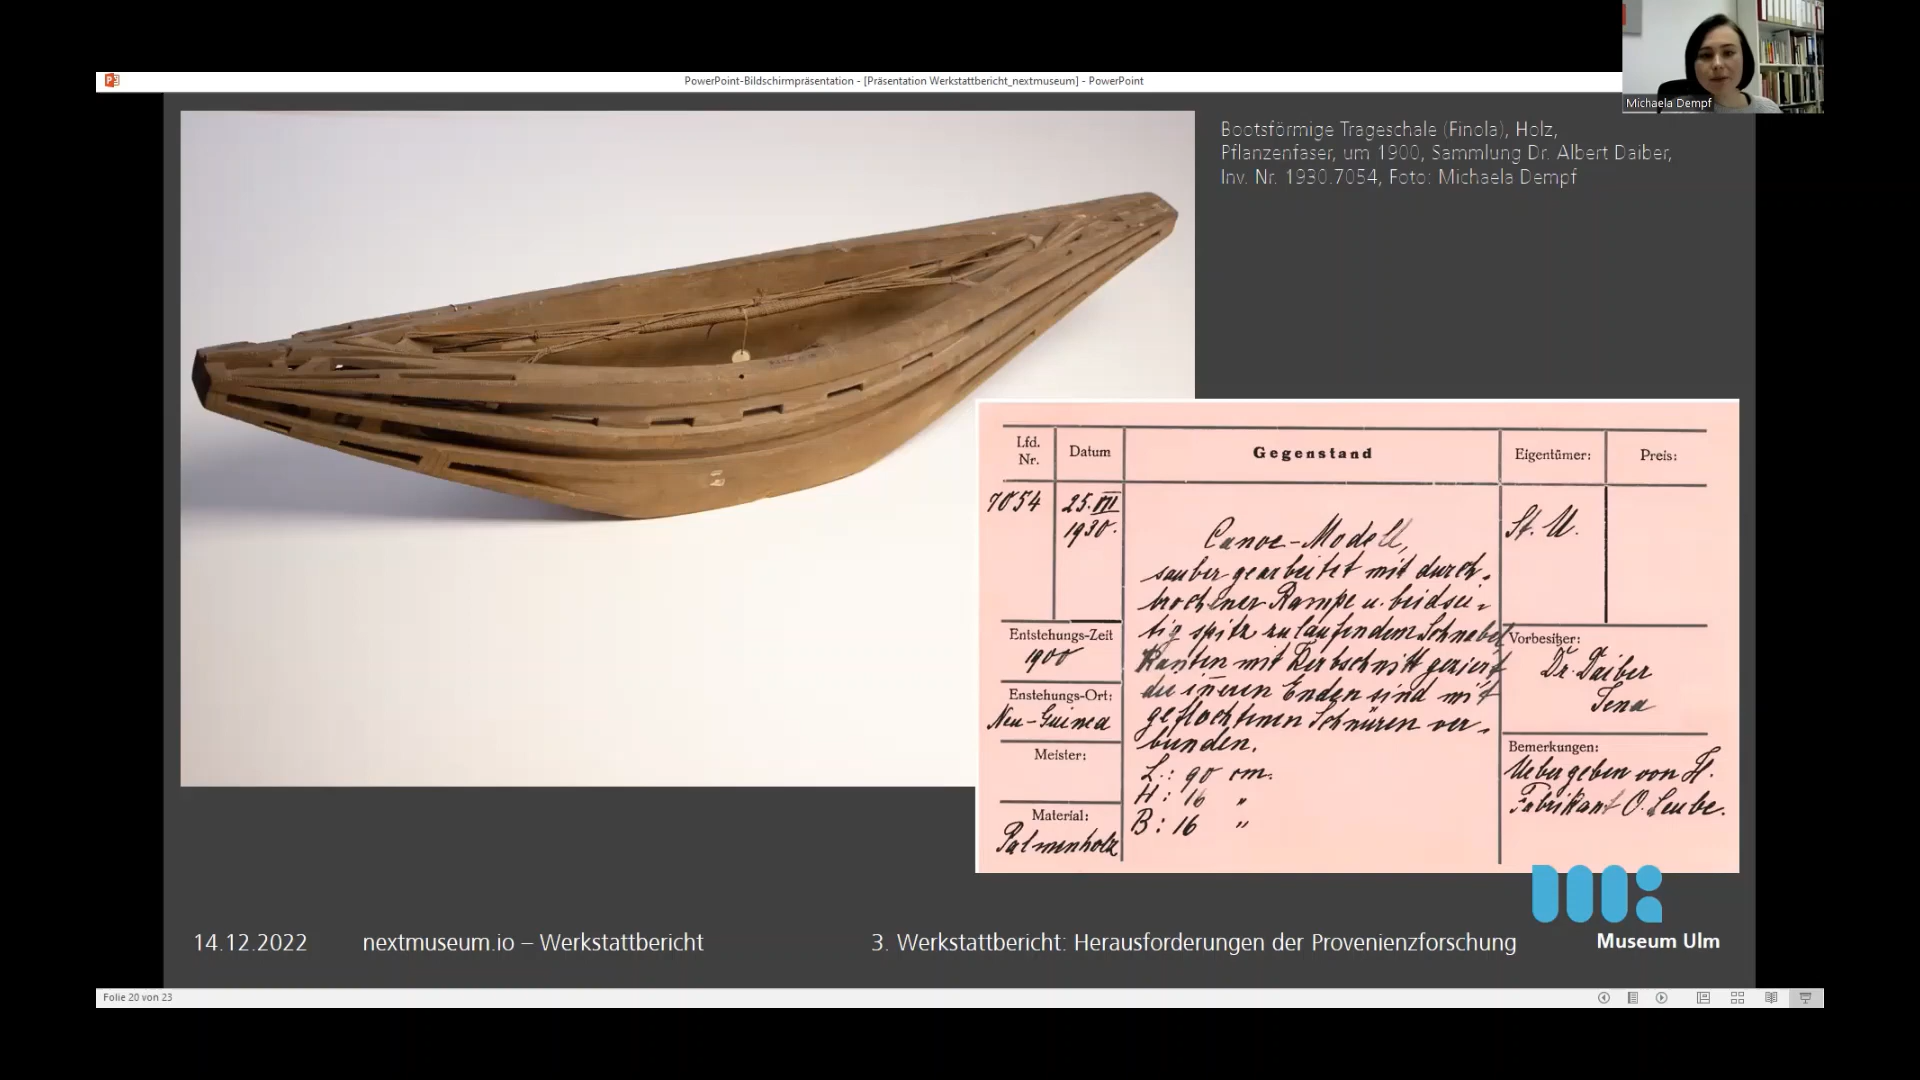 PowerPoint-Bildschirmpräsentation - [Präsentation Werkstattbericht_nextmuseum] - PowerPoint
Michaela Dempf
Bootsförmige Trageschale (Finola), Holz,
Pflanzenfaser, um 1900, Sammlung Dr. Albert Daiber,
Inv. Nr. 1930.7054, Foto: Michaela Dempf
Lfd. Nr.
Datum
Gegenstand
Eigentümer:
Preis:
7054
25. VII
1930.
St. U.
Canoe-Modell,
sauber gearbeitet mit durch-
brochener Rampe u. beidsei-
tig spitz zu laufendem Schnabel
Kanten mit Kerbschnitt geziert
die ineren Enden sind mit
geflochtenen Schnüren ver-
bunden.
L.: 90 cm.
H: 16 "
B: 16 "
Entstehungs-Zeit
1900
Enstehungs-Ort:
Neu-Guinea
Meister:
Material:
Palmenholz
Vorbesitzer:
Dr. Daiber
Jena
Bemerkungen:
Uebergeben von H.
Fabrikant O. Leube.
14.12.2022
nextmuseum.io – Werkstattbericht
3. Werkstattbericht: Herausforderungen der Provenienzforschung
Museum Ulm
Folie 20 von 23